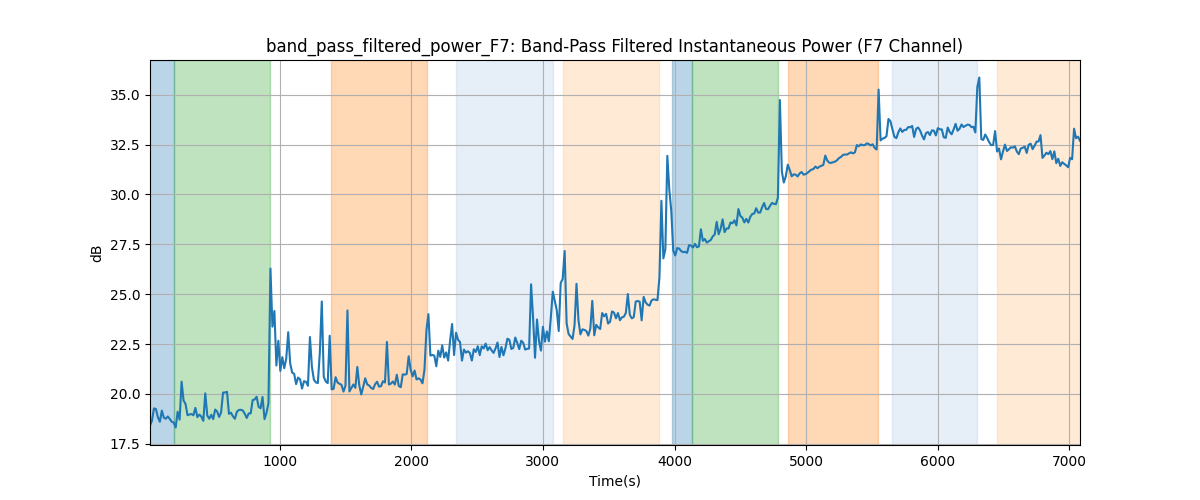 band_pass_filtered_power_F7: Band-Pass Filtered Instantaneous Power (F7 Channel)
35.0
32.5
30.0
27.5
25.0
22.5
20.0
17.5
dB
1000 2000 3000 4000 5000 6000 7000
Time(s)